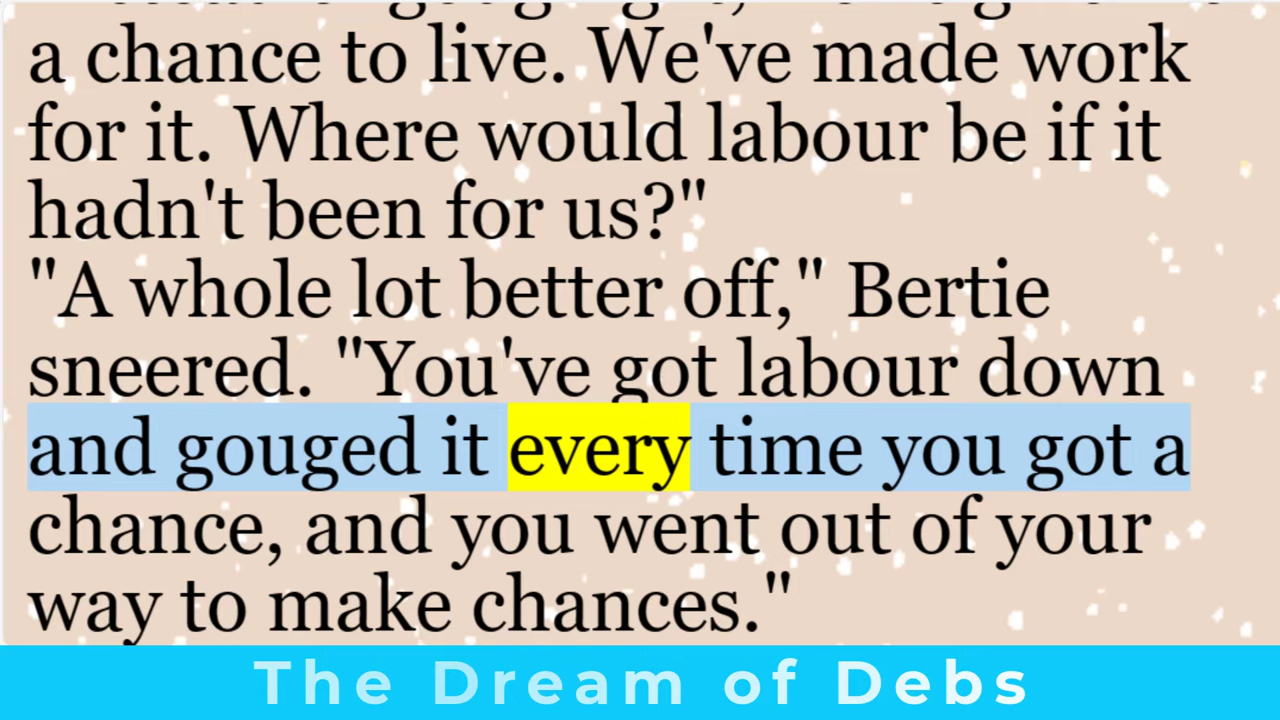 a chance to live. We've made work
for it. Where would labour be if it
hadn't been for us?"
"A whole lot better off," Bertie
sneered. "You've got labour down
and gouged it every time you got a
chance, and you went out of your
way to make chances."
The Dream of Debs